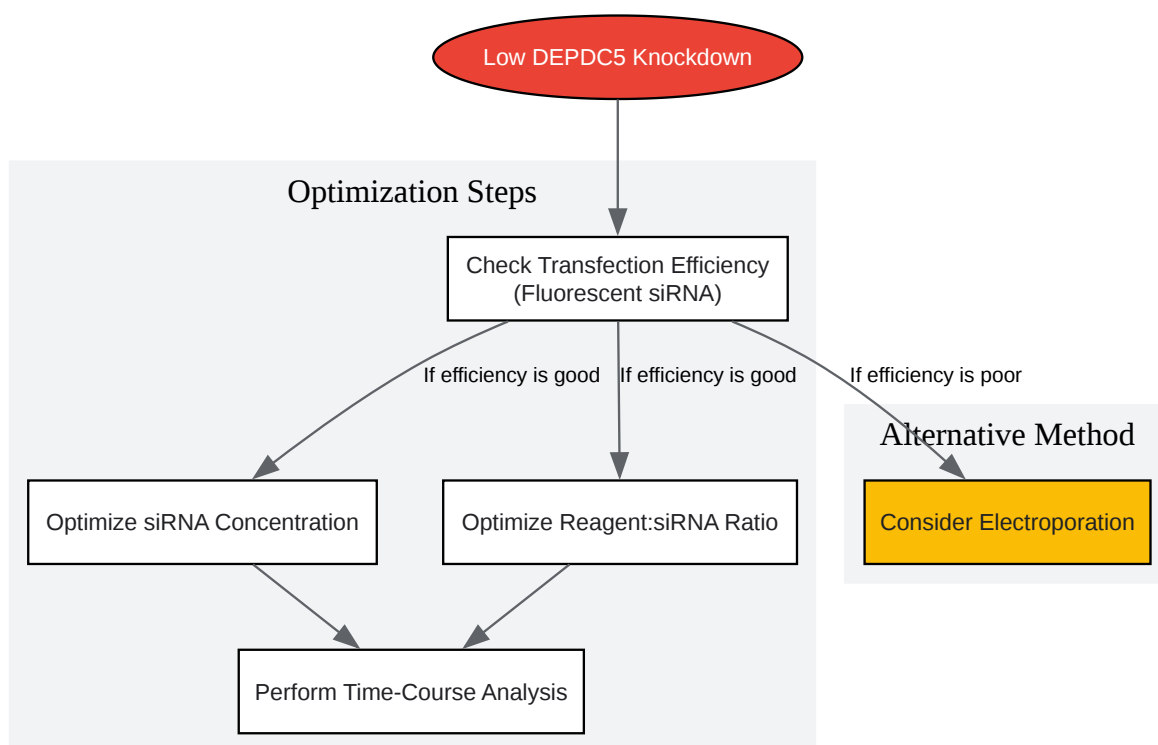 Low DEPDC5 Knockdown
Optimization Steps
Check Transfection Efficiency
(Fluorescent siRNA)
If efficiency is good
If efficiency is good
If efficiency is poor
Alternative Method
Optimize siRNA Concentration
Optimize Reagent:siRNA Ratio
Consider Electroporation
Perform Time-Course Analysis